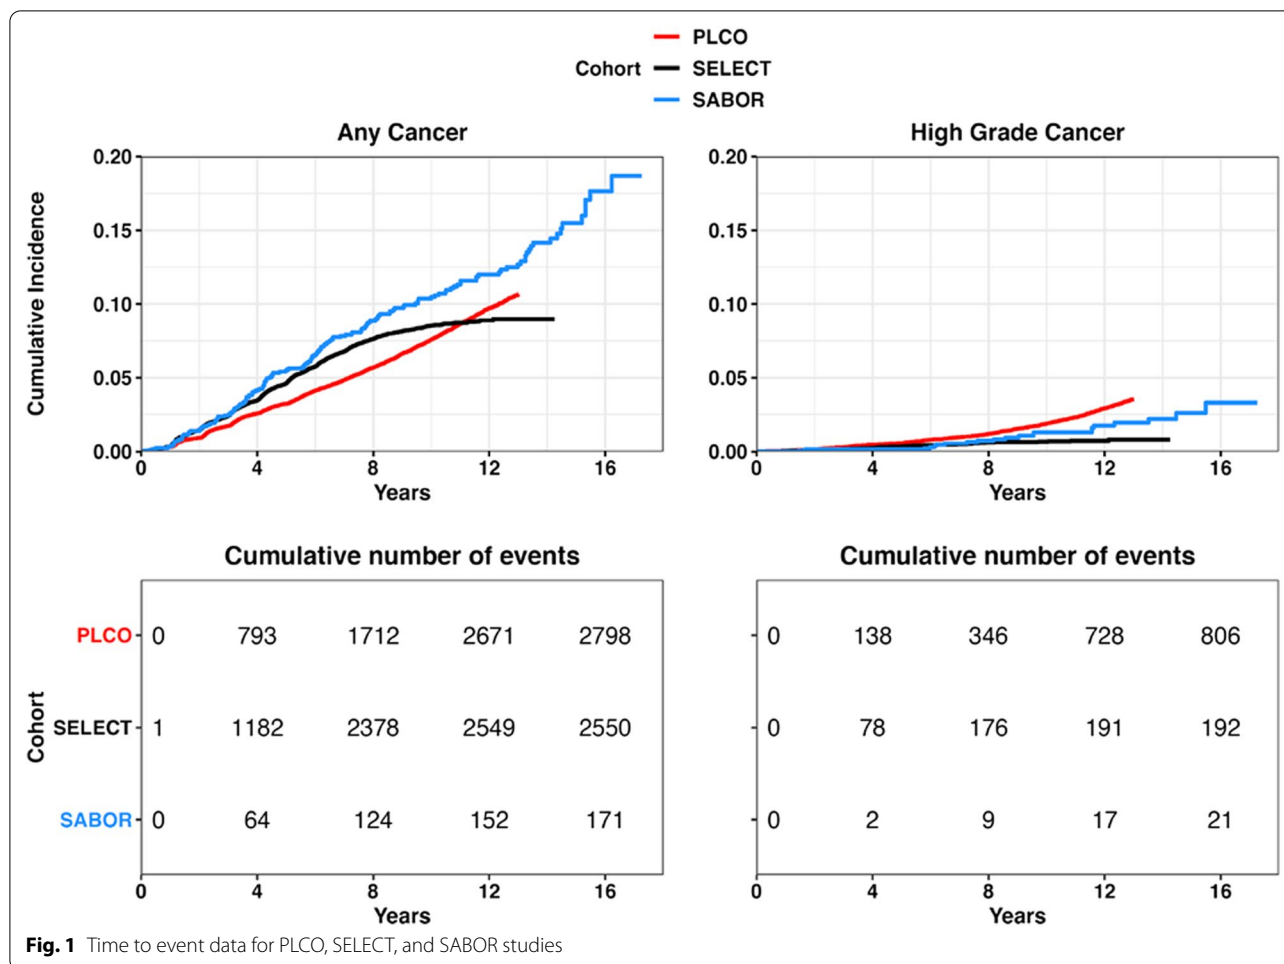 PLCO
Cohort SELECT
SABOR
Any Cancer
High Grade Cancer
Cumulative Incidence
0.20
0.15
0.10
0.05
0.00
0 4 8 12 16
Years
0.20
0.15
0.10
0.05
0.00
0 4 8 12 16
Years
Cumulative number of events
Cohort
PLCO 0 793 1712 2671 2798
SELECT 1 1182 2378 2549 2550
SABOR 0 64 124 152 171
0 4 8 12 16
Years
Cumulative number of events
0 138 346 728 806
0 78 176 191 192
0 2 9 17 21
0 4 8 12 16
Years
Fig. 1 Time to event data for PLCO, SELECT, and SABOR studies